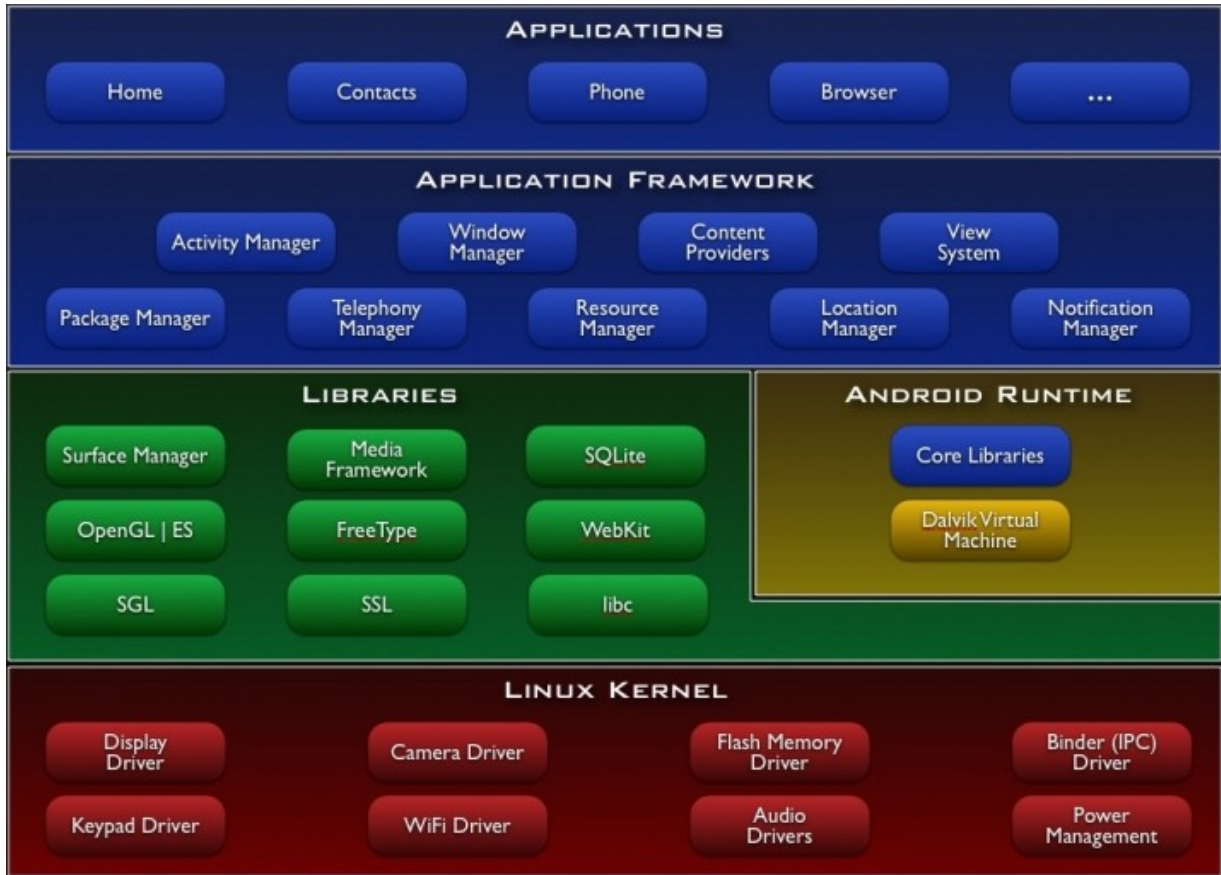 APPLICATIONS
Home
Contacts
Phone
Browser
...
APPLICATION FRAMEWORK
Activity Manager
Window
Manager
Content
Providers
View
System
Package Manager
Telephony
Manager
Resource
Manager
Location
Manager
Notification
Manager
LIBRARIES
Surface Manager
Media
Framework
SQLite
OpenGL | ES
FreeType
WebKit
SGL
SSL
libc
ANDROID RUNTIME
Core Libraries
Dalvik Virtual
Machine
LINUX KERNEL
Display
Driver
Camera Driver
Flash Memory
Driver
Binder (IPC)
Driver
Keypad Driver
WiFi Driver
Audio
Drivers
Power
Management